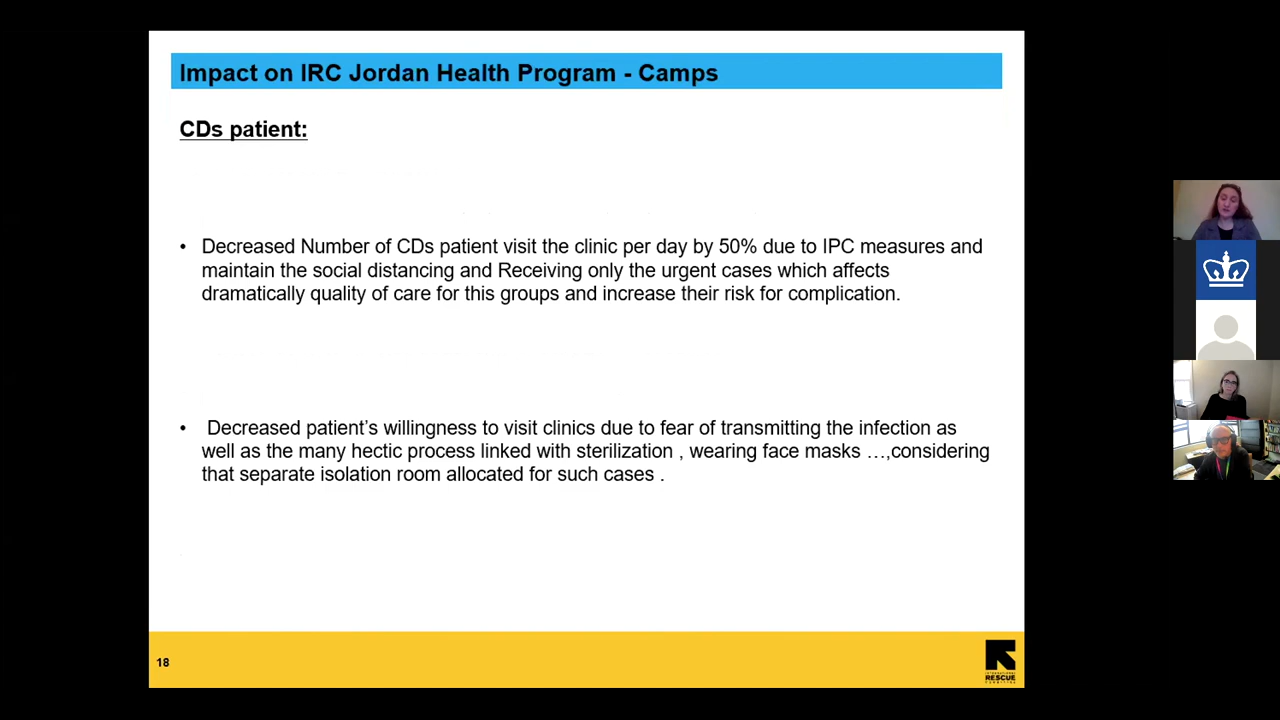 Impact on IRC Jordan Health Program - Camps
CDs patient:
• Decreased Number of CDs patient visit the clinic per day by 50% due to IPC measures and
maintain the social distancing and Receiving only the urgent cases which affects
dramatically quality of care for this groups and increase their risk for complication.
• Decreased patient’s willingness to visit clinics due to fear of transmitting the infection as
well as the many hectic process linked with sterilization , wearing face masks …,considering
that separate isolation room allocated for such cases .
18
INTERNATIONAL
RESCUE
COMMITTEE